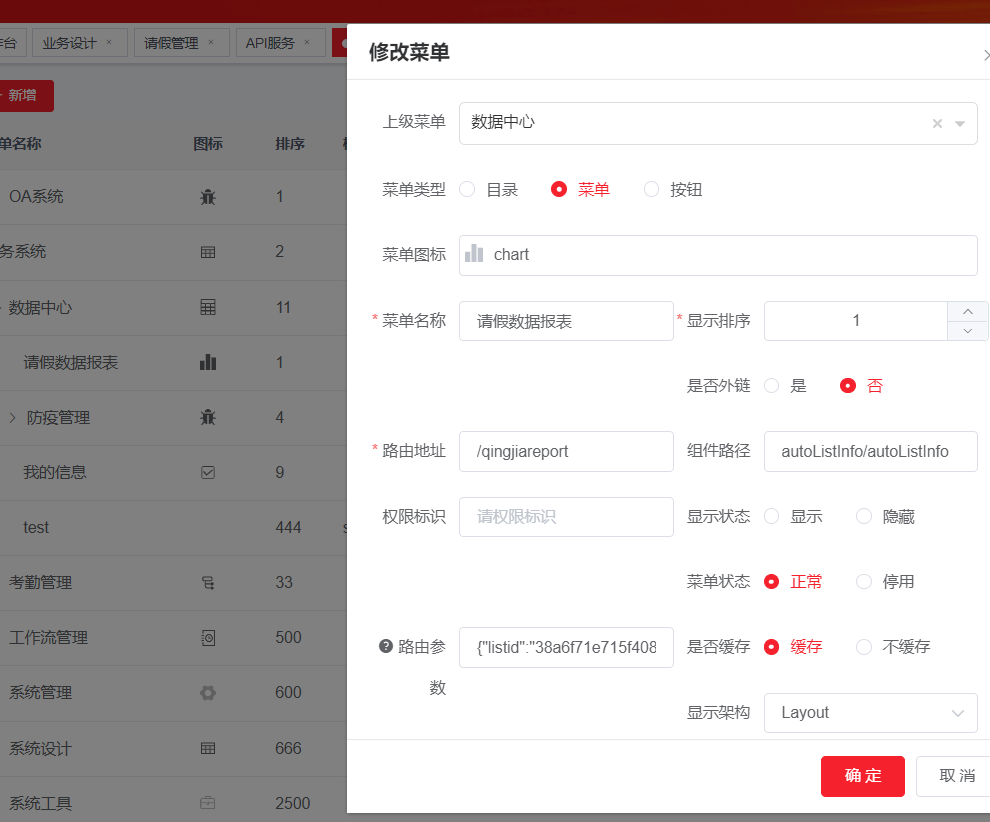 作台 业务设计 × 请假管理 × API服务 ×
新增
单名称 图标 排序
OA系统 1
务系统 2
数据中心 11
请假数据报表 1
防疫管理 4
我的信息 9
test 444 s
考勤管理 33
工作流管理 500
系统管理 600
系统设计 666
系统工具 2500
修改菜单
上级菜单 数据中心
菜单类型 目录 菜单 按钮
菜单图标 chart
* 菜单名称 请假数据报表 * 显示排序 1
是否外链 是 否
* 路由地址 /qingjiareport 组件路径 autoListInfo/autoListInfo
权限标识 请权限标识 显示状态 显示 隐藏
菜单状态 正常 停用
路由参数 {"listid":"38a6f71e715f408 是否缓存 缓存 不缓存
显示架构 Layout
确 定 取 消